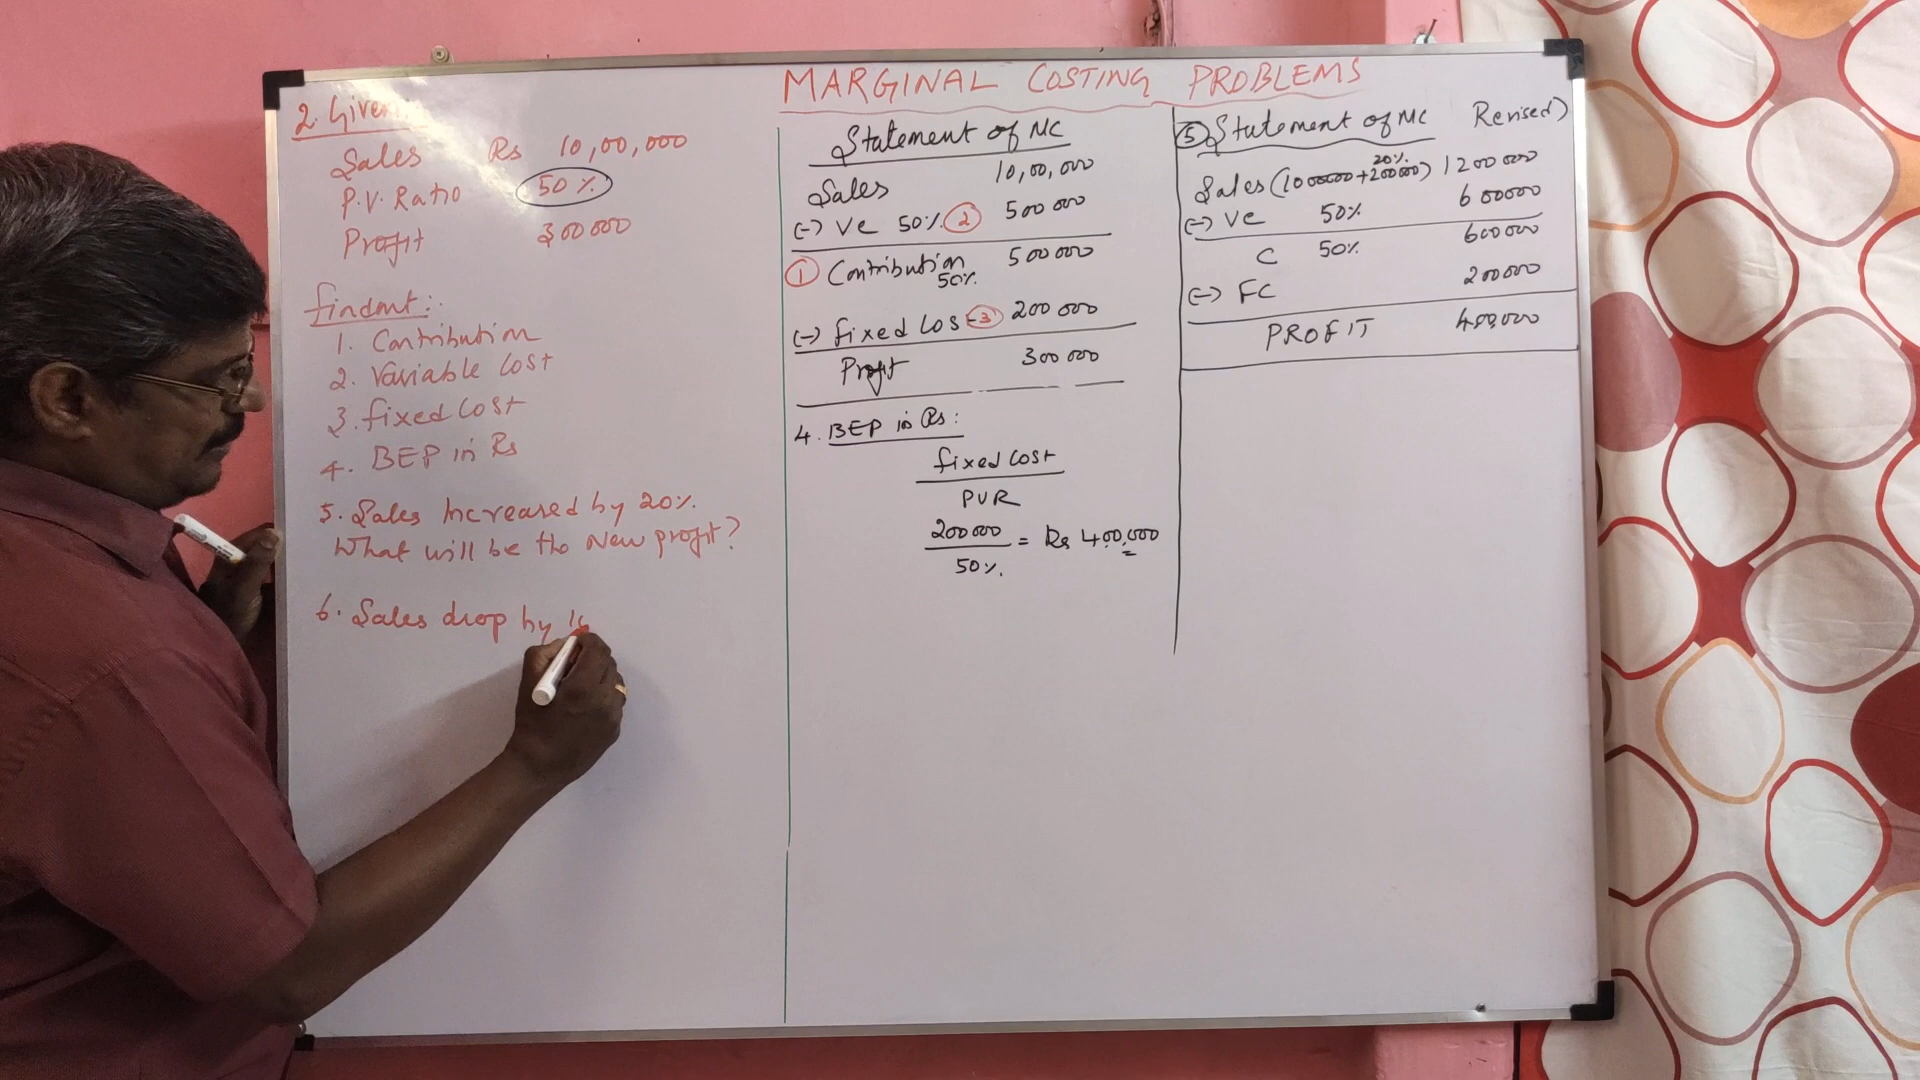 MARGINAL COSTING PROBLEMS
2. Given:
Sales Rs 10,00,000
P.V. Ratio 50%
Profit 300000
findout:
1. Contribution
2. Variable Cost
3. fixed Cost
4. BEP in Rs
5. Sales Increased by 20%.
What will be the New profit?
6. Sales drop by
Statement of MC
Sales 10,00,000
(-) VC 50% (2) 500000
(1) Contribution 500000
50%
(-) fixed Cost (3) 200000
Profit 300000
4. BEP in Rs:
fixed Cost
PVR
200000 = Rs 400,000
50%
(5) Statement of MC Revised)
20%
Sales (1000000+200000) 1200000
(-) VC 50% 600000
C 50% 600000
(-) FC 200000
PROFIT 400,000